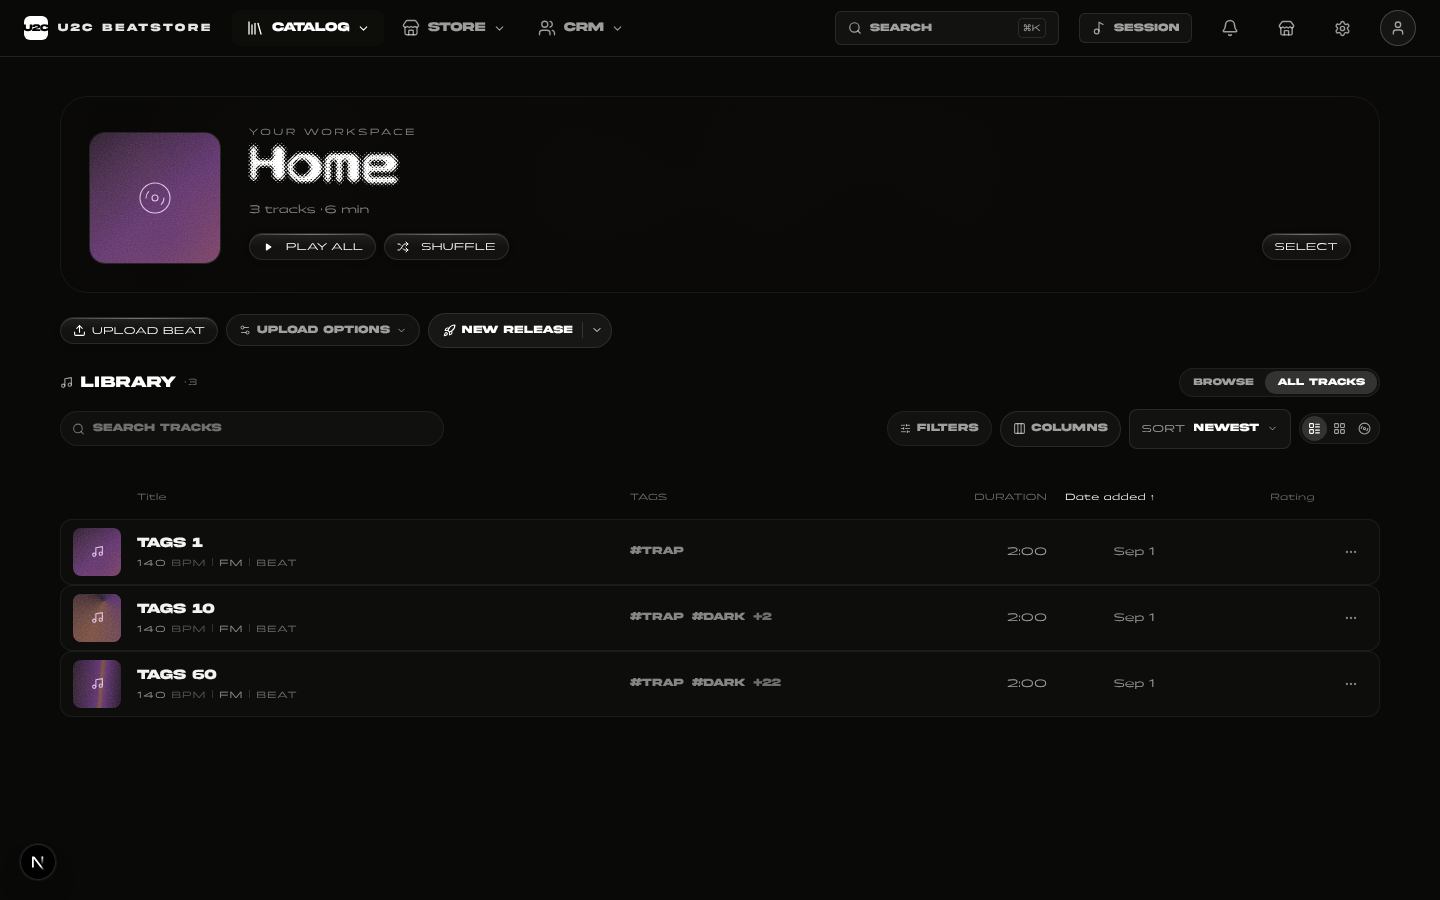 U2C U2C BEATSTORE CATALOG STORE CRM SEARCH ⌘K SESSION
YOUR WORKSPACE
Home
3 tracks · 6 min
PLAY ALL SHUFFLE SELECT
UPLOAD BEAT UPLOAD OPTIONS NEW RELEASE
LIBRARY · 3 BROWSE ALL TRACKS
SEARCH TRACKS FILTERS COLUMNS SORT NEWEST
Title TAGS DURATION Date added ↑ Rating
TAGS 1
140 BPM | FM | BEAT #TRAP 2:00 Sep 1 ...
TAGS 10
140 BPM | FM | BEAT #TRAP #DARK +2 2:00 Sep 1 ...
TAGS 60
140 BPM | FM | BEAT #TRAP #DARK +22 2:00 Sep 1 ...
N